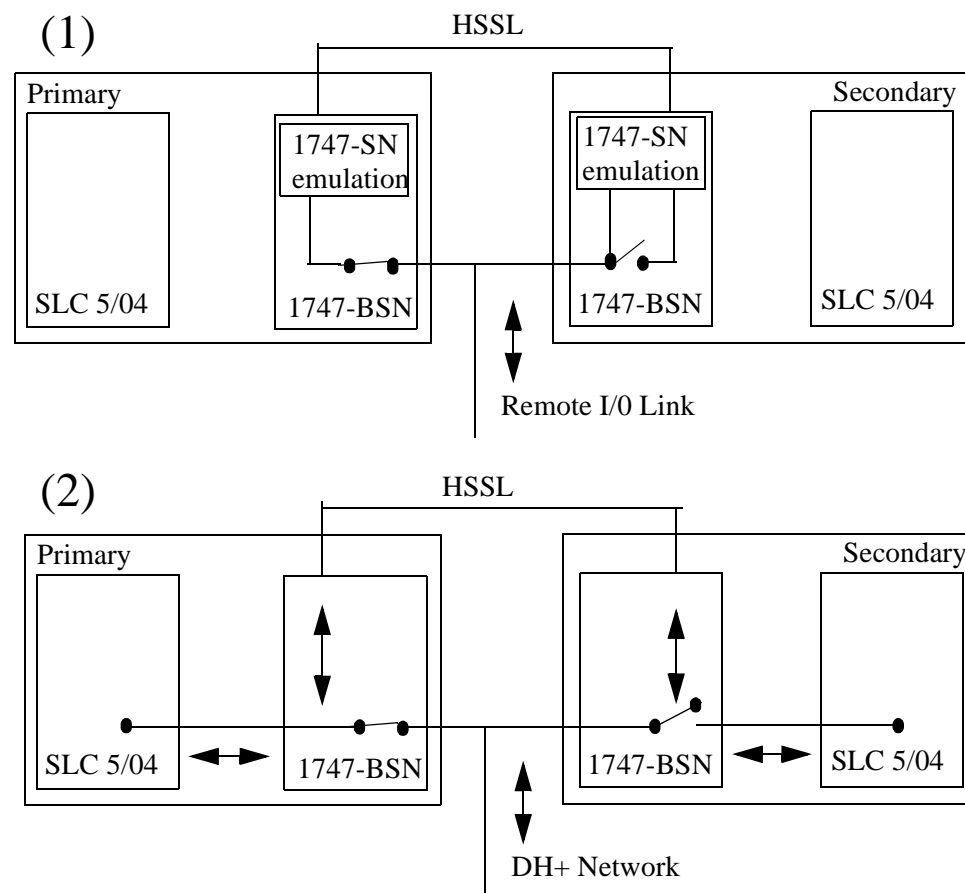 (1)
HSSL
Primary
Secondary
1747-SN
emulation
1747-SN
emulation
SLC 5/04
1747-BSN
1747-BSN
SLC 5/04
Remote I/0 Link
(2)
HSSL
Primary
Secondary
SLC 5/04
1747-BSN
1747-BSN
SLC 5/04
DH+ Network